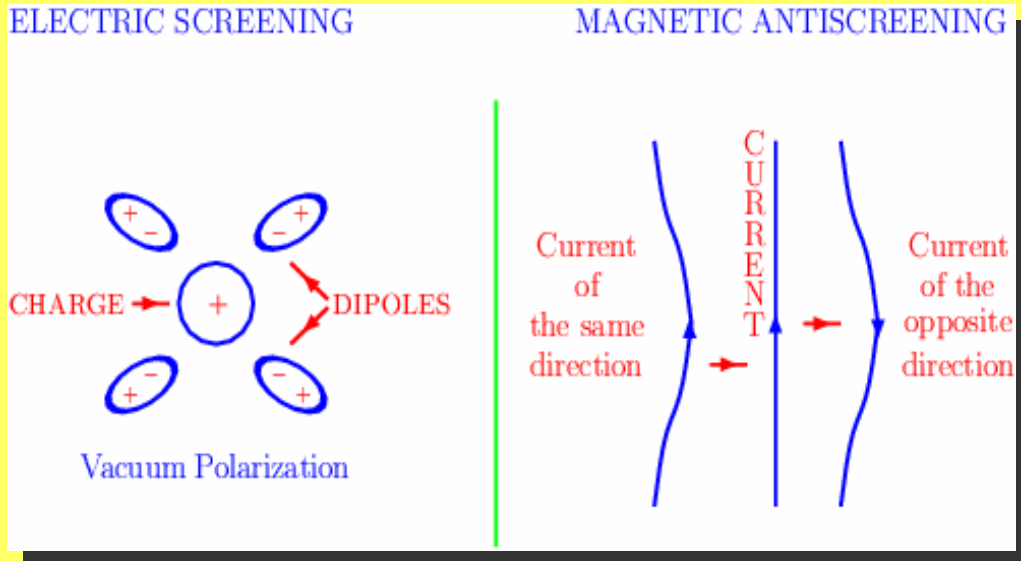 ELECTRIC SCREENING
+
-
+
-
CHARGE
+
DIPOLES
-
+
-
+
Vacuum Polarization
MAGNETIC ANTISCREENING
Current
of
the same
direction
C
U
R
R
E
N
T
Current
of the
opposite
direction